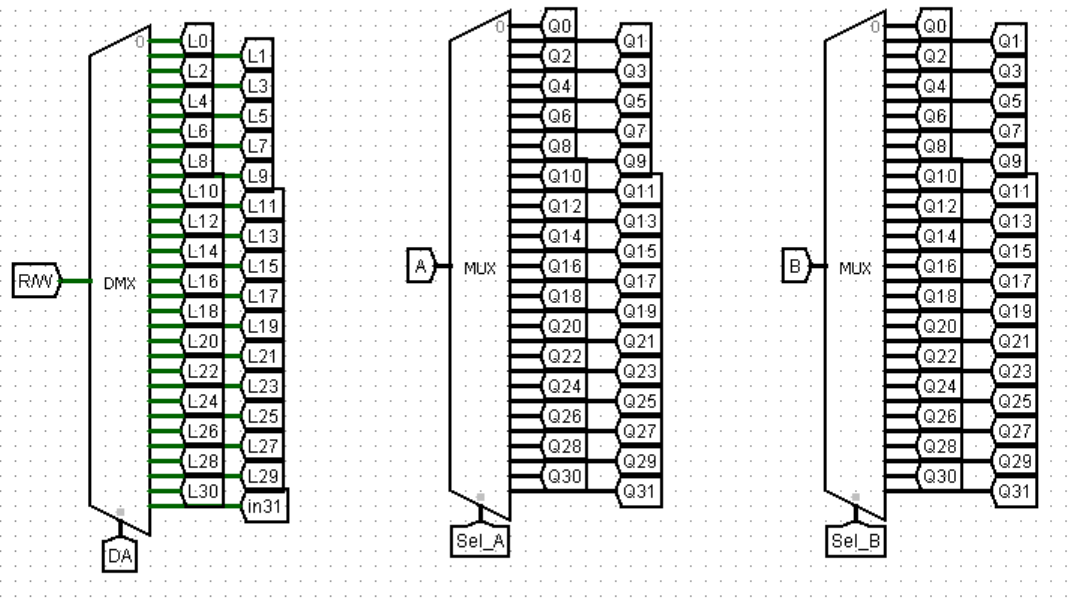 0
L0
L1
L2
L3
L4
L5
L6
L7
L8
L9
L10
L11
L12
L13
L14
L15
L16
L17
L18
L19
L20
L21
L22
L23
L24
L25
L26
L27
L28
L29
L30
in31
R/W
DMX
DA
0
Q0
Q1
Q2
Q3
Q4
Q5
Q6
Q7
Q8
Q9
Q10
Q11
Q12
Q13
Q14
Q15
Q16
Q17
Q18
Q19
Q20
Q21
Q22
Q23
Q24
Q25
Q26
Q27
Q28
Q29
Q30
Q31
A
MUX
Sel_A
0
Q0
Q1
Q2
Q3
Q4
Q5
Q6
Q7
Q8
Q9
Q10
Q11
Q12
Q13
Q14
Q15
Q16
Q17
Q18
Q19
Q20
Q21
Q22
Q23
Q24
Q25
Q26
Q27
Q28
Q29
Q30
Q31
B
MUX
Sel_B